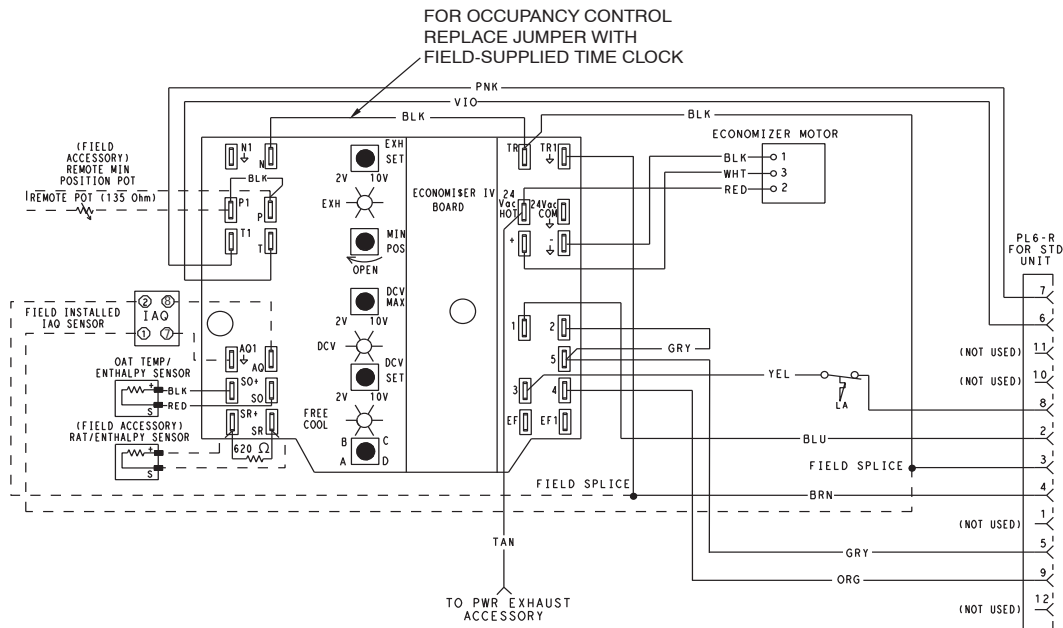 FOR OCCUPANCY CONTROL
REPLACE JUMPER WITH
FIELD-SUPPLIED TIME CLOCK
PNK
VIO
BLK
BLK
(FIELD
ACCESSORY)
REMOTE MIN
POSITION POT
REMOTE POT (135 Ohm)
N1
N
BLK
P1
P
T1
T
EXH
SET
2V 10V
EXH
MIN
POS
OPEN
DCV
MAX
2V 10V
DCV
DCV
SET
2V 10V
FREE
COOL
B C
A D
ECONOMISER IV
BOARD
TR
TR1
24
Vac
HOT
24Vac
COM
+
-
1
2
5
3
4
EF
EF1
ECONOMIZER MOTOR
BLK 1
WHT 3
RED 2
FIELD INSTALLED
IAQ SENSOR
2 8
IAQ
1 7
AQ1
AQ
OAT TEMP/
ENTHALPY SENSOR
+
S
BLK
RED
SO+
SO
(FIELD ACCESSORY)
RAT/ENTHALPY SENSOR
+
S
SR+
SR
620 Ω
GRY
YEL
LA
BLU
FIELD SPLICE
FIELD SPLICE
BRN
TAN
GRY
ORG
TO PWR EXHAUST
ACCESSORY
PL6-R
FOR STD
UNIT
7
6
(NOT USED) 11
(NOT USED) 10
8
2
3
4
(NOT USED) 1
5
9
(NOT USED) 12